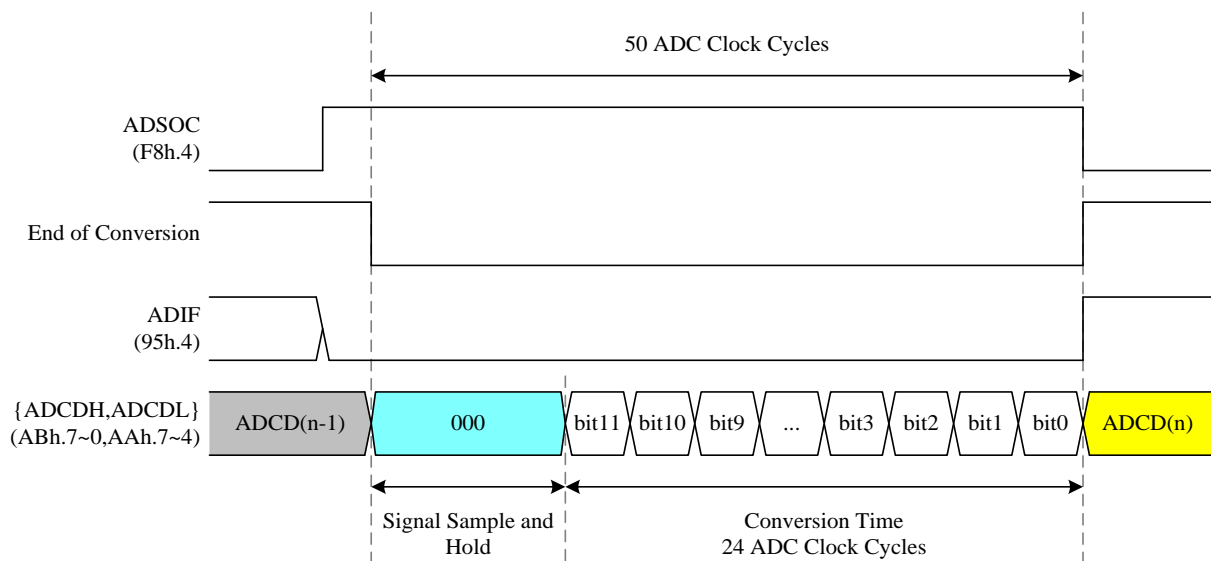 50 ADC Clock Cycles
ADSOC
(F8h.4)
End of Conversion
ADIF
(95h.4)
{ADCDH,ADCDL}
(ABh.7~0,AAh.7~4)
ADCD(n-1)
000
bit11
bit10
bit9
...
bit3
bit2
bit1
bit0
ADCD(n)
Signal Sample and
Hold
Conversion Time
24 ADC Clock Cycles